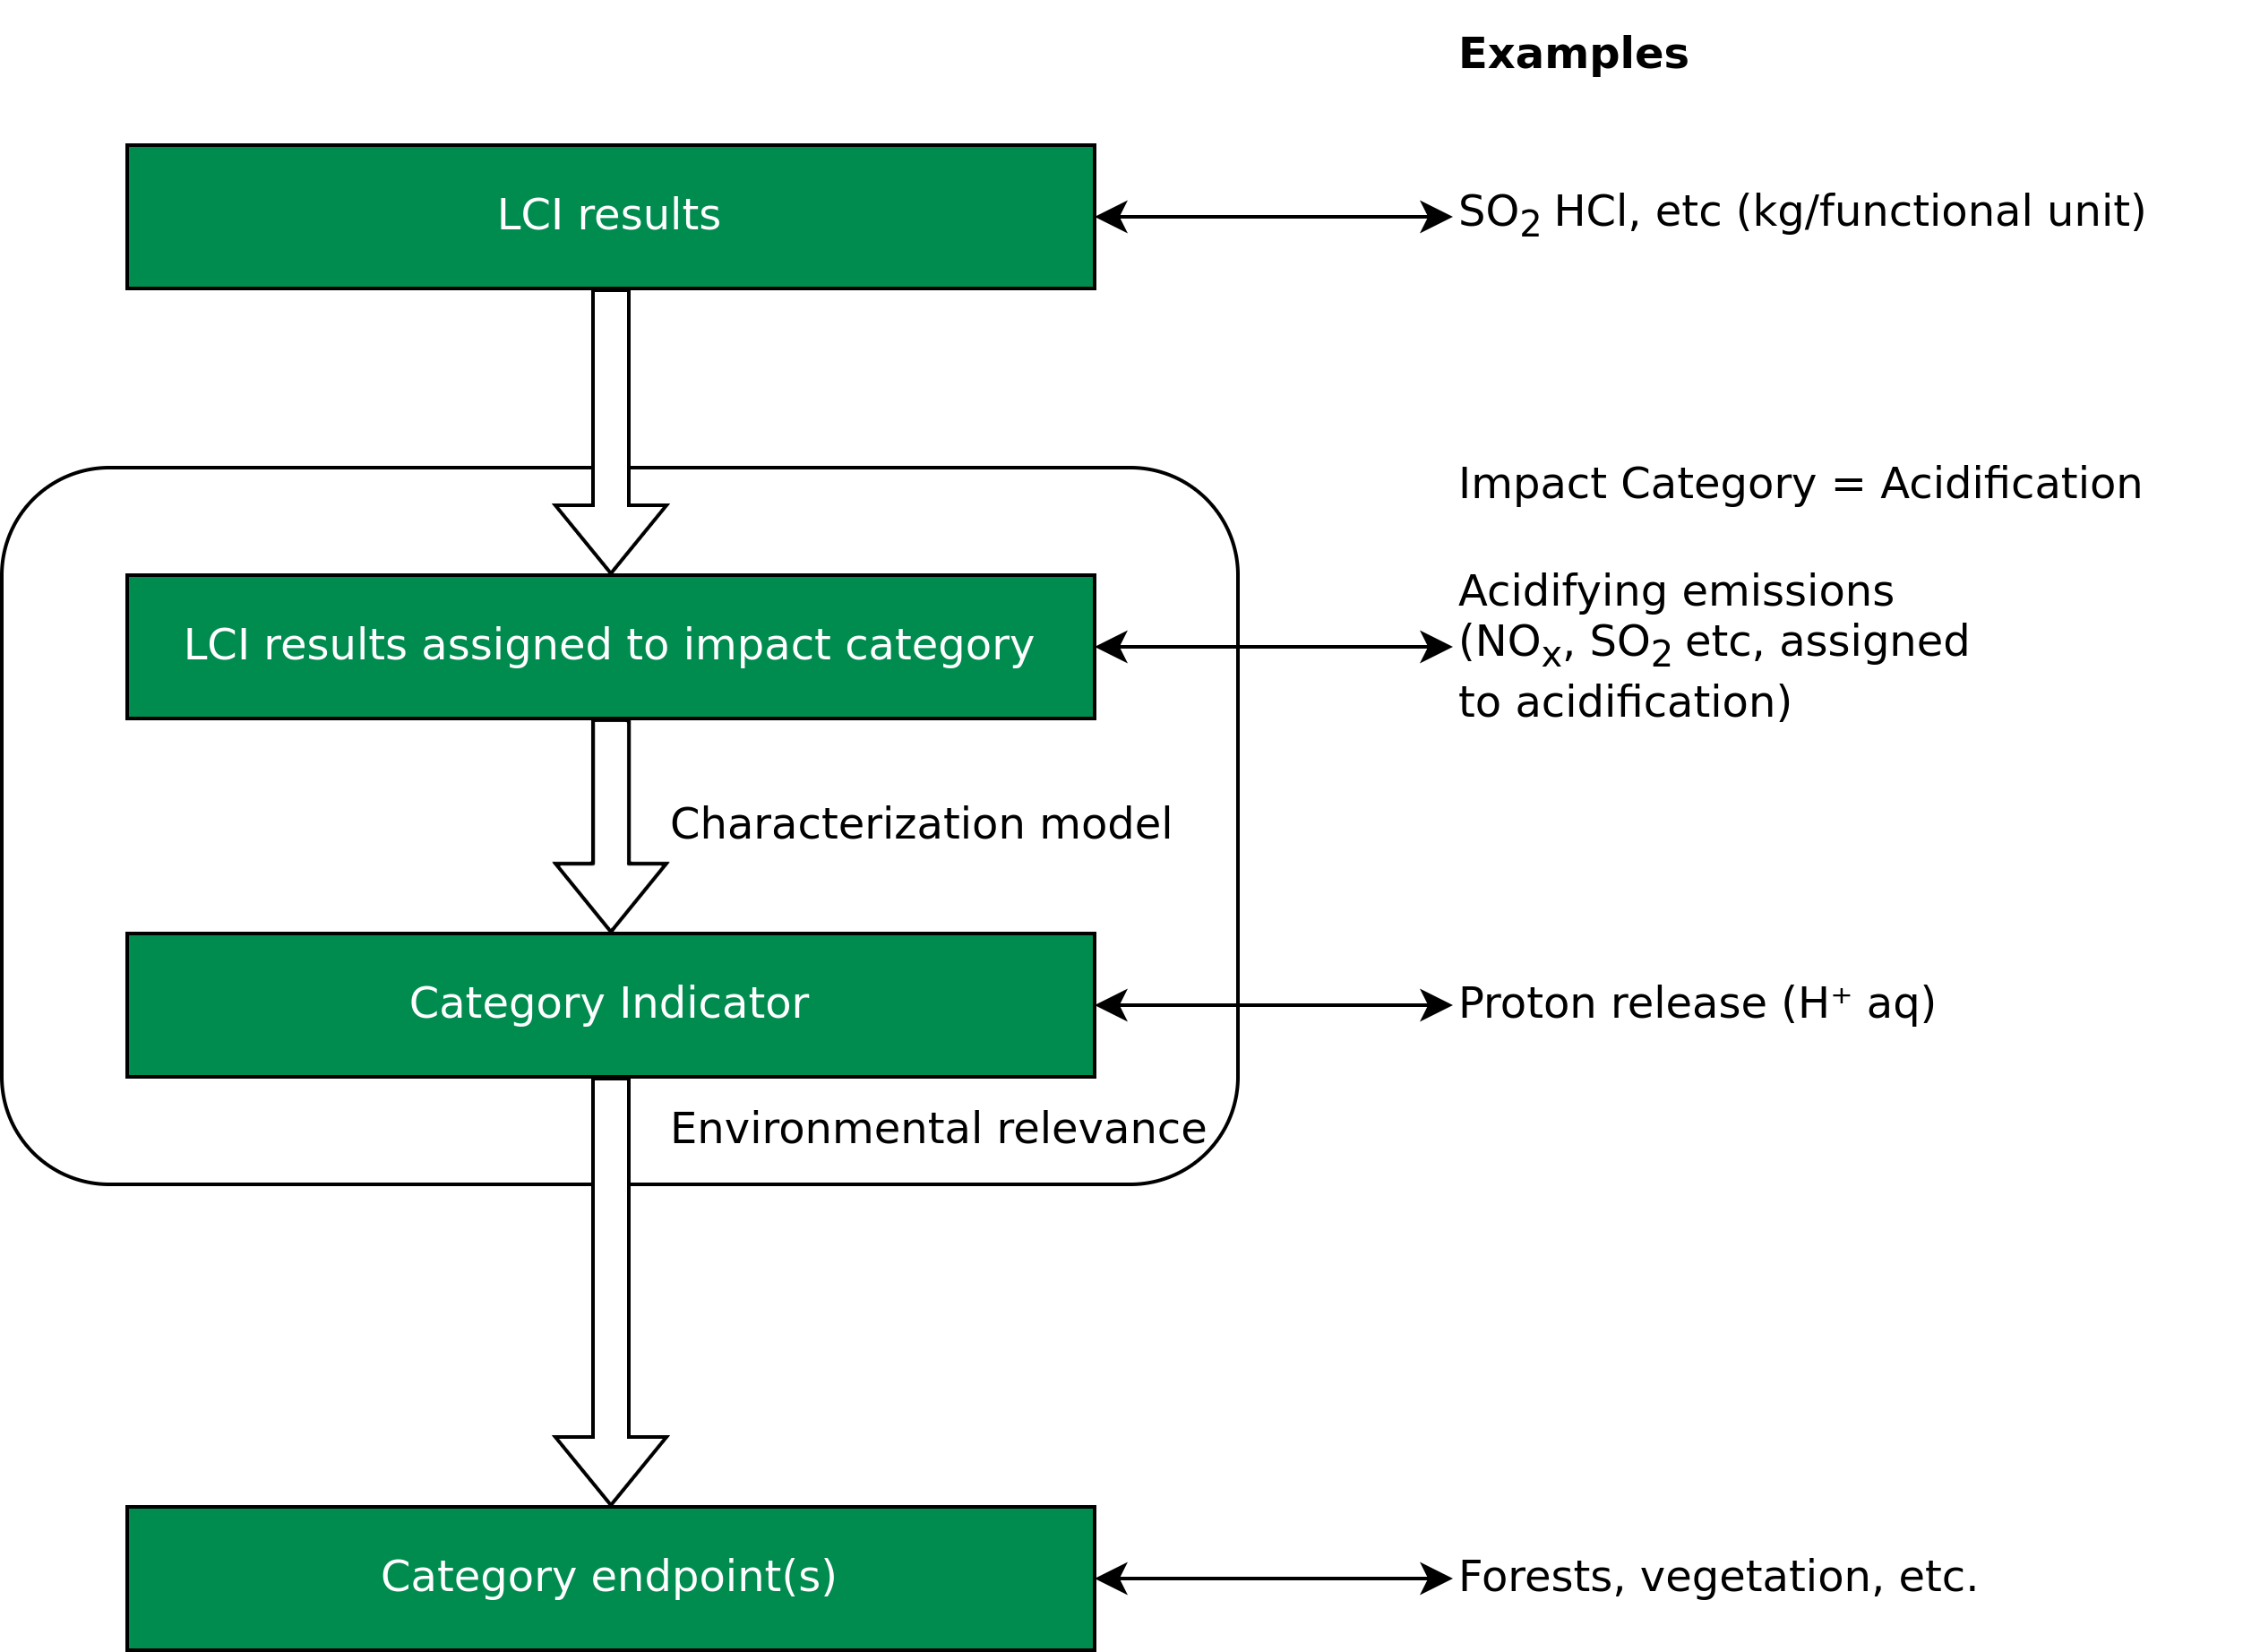 Examples
LCI results
SO₂ HCl, etc (kg/functional unit)
Impact Category = Acidification
LCI results assigned to impact category
Acidifying emissions
(NOₓ, SO₂ etc, assigned
to acidification)
Characterization model
Category Indicator
Proton release (H⁺ aq)
Environmental relevance
Category endpoint(s)
Forests, vegetation, etc.